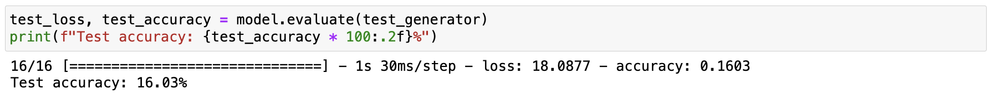 test_loss, test_accuracy = model.evaluate(test_generator)
print(f"Test accuracy: {test_accuracy * 100:.2f}%")
16/16 [==============================] - 1s 30ms/step - loss: 18.0877 - accuracy: 0.1603
Test accuracy: 16.03%